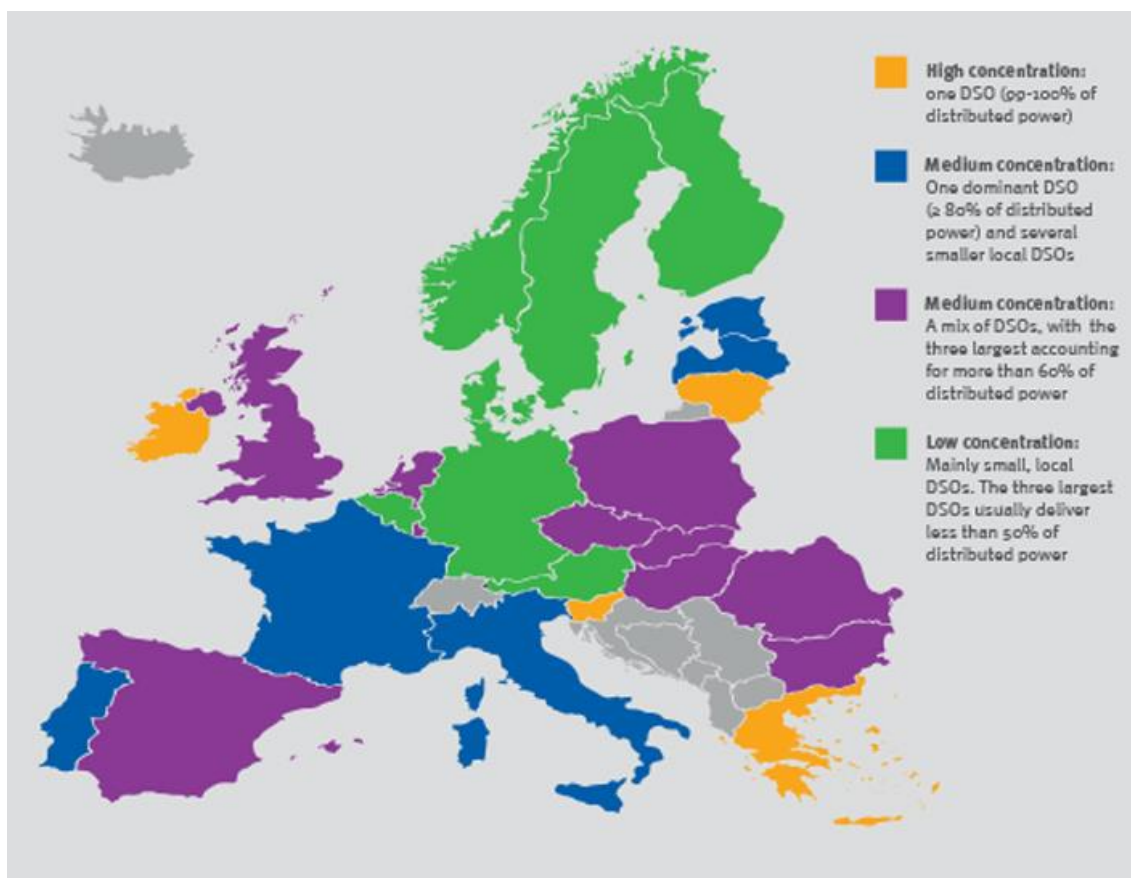 High concentration:
one DSO (99-100% of
distributed power)
Medium concentration:
One dominant DSO
(≥ 80% of distributed
power) and several
smaller local DSOs
Medium concentration:
A mix of DSOs, with the
three largest accounting
for more than 60% of
distributed power
Low concentration:
Mainly small, local
DSOs. The three largest
DSOs usually deliver
less than 50% of
distributed power